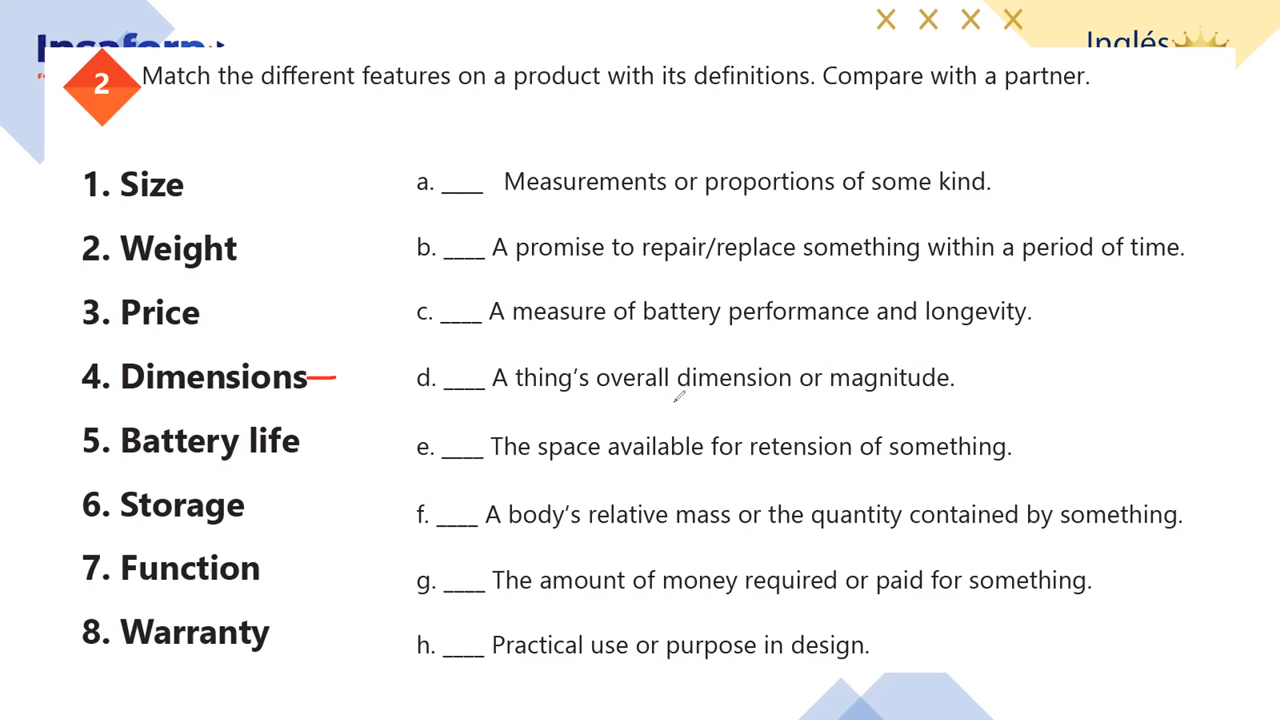 Inglés
2
Match the different features on a product with its definitions. Compare with a partner.
1. Size
a. ____ Measurements or proportions of some kind.
2. Weight
b. ____ A promise to repair/replace something within a period of time.
3. Price
c. ____ A measure of battery performance and longevity.
4. Dimensions
d. ____ A thing’s overall dimension or magnitude.
5. Battery life
e. ____ The space available for retension of something.
6. Storage
f. ____ A body’s relative mass or the quantity contained by something.
7. Function
g. ____ The amount of money required or paid for something.
8. Warranty
h. ____ Practical use or purpose in design.